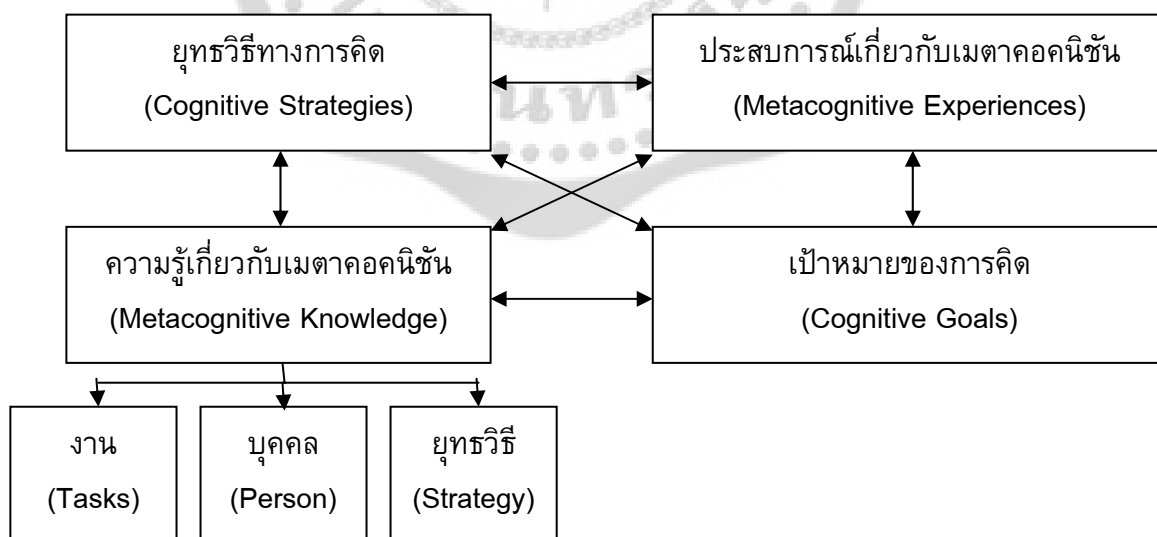 ยุทธวิธีทางการคิด
(Cognitive Strategies)
ประสบการณ์เกี่ยวกับเมตาคอคนิชัน
(Metacognitive Experiences)
ความรู้เกี่ยวกับเมตาคอคนิชัน
(Metacognitive Knowledge)
เป้าหมายของการคิด
(Cognitive Goals)
งาน
(Tasks)
บุคคล
(Person)
ยุทธวิธี
(Strategy)